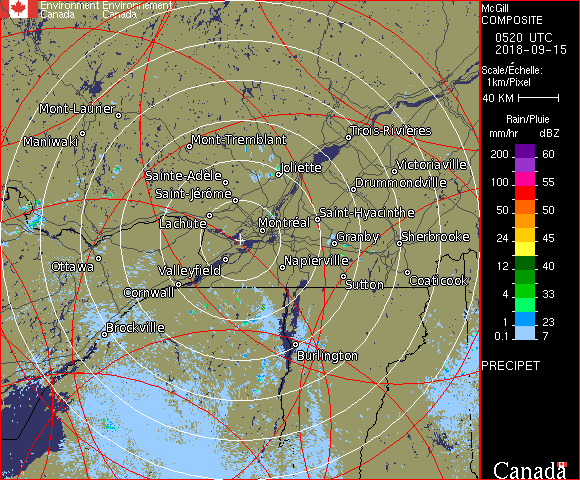 Environment Environnement
Canada Canada
McGill
COMPOSITE
0520 UTC
2018-09-15
Scale/Échelle:
1km/Pixel
40 KM
Rain/Pluie
mm/hr dBZ
200 60
100 55
50 50
24 45
12 40
4 33
1 23
0.1 7
PRECIPET
Canada
Mont-Laurier
Maniwaki
Mont-Tremblant
Trois-Rivières
Victoriaville
Joliette
Sainte-Adèle
Drummondville
Saint-Jérôme
Saint-Hyacinthe
Lachute
Montréal
Granby
Sherbrooke
Ottawa
Valleyfield
Napierville
Coaticook
Sutton
Cornwall
Brockville
Burlington